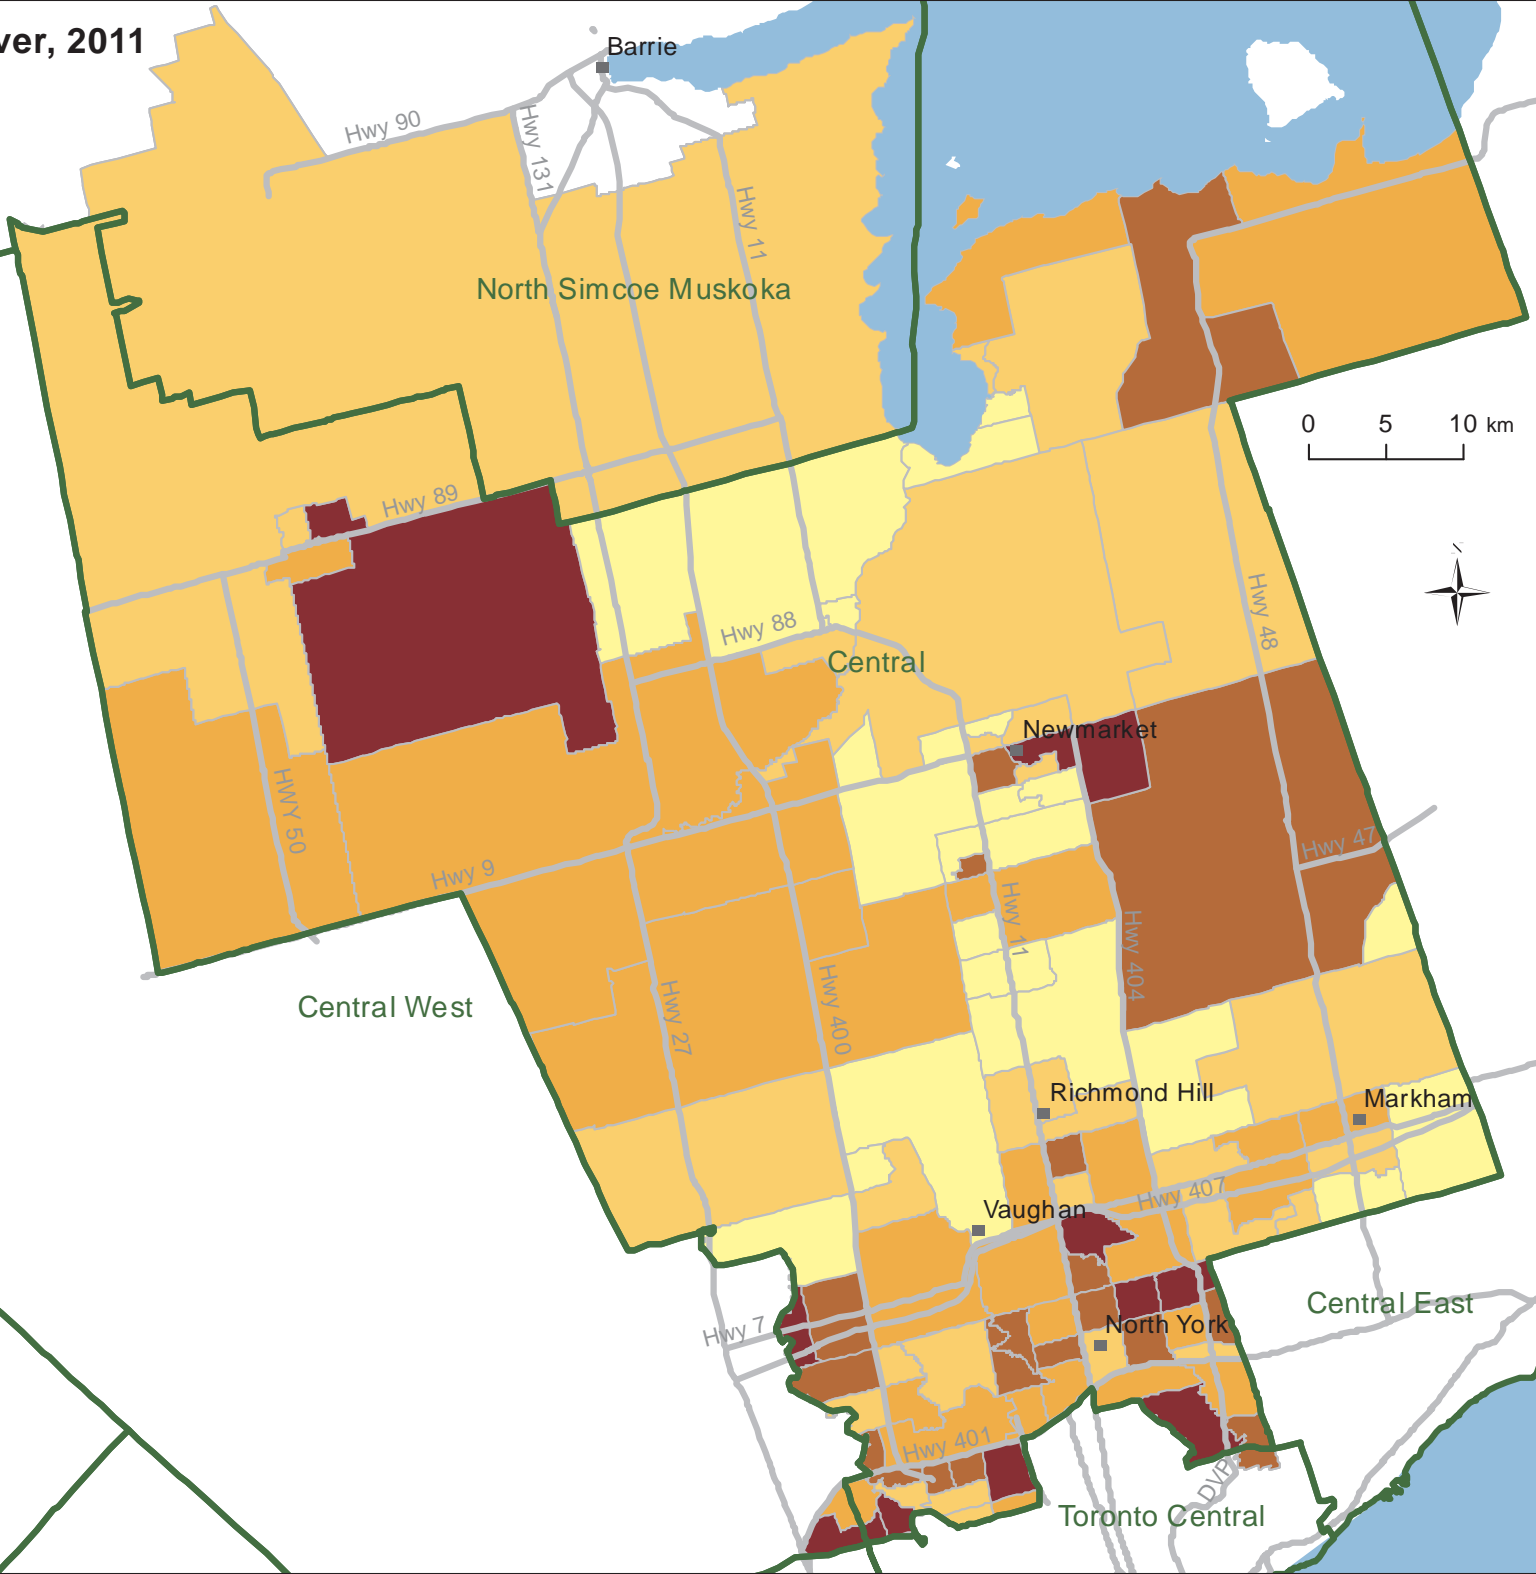 ver, 2011
Barrie
Hwy 90
Hwy 131
Hwy 11
North Simcoe Muskoka
0 5 10 km
Hwy 89
N
Hwy 48
Hwy 88
Central
Newmarket
HWY 50
Hwy 47
Hwy 9
Hwy 11
Hwy 404
Central West
Hwy 27
Hwy 400
Richmond Hill
Markham
Hwy 407
Vaughan
Central East
Hwy 7
North York
Hwy 401
DVP
Toronto Central